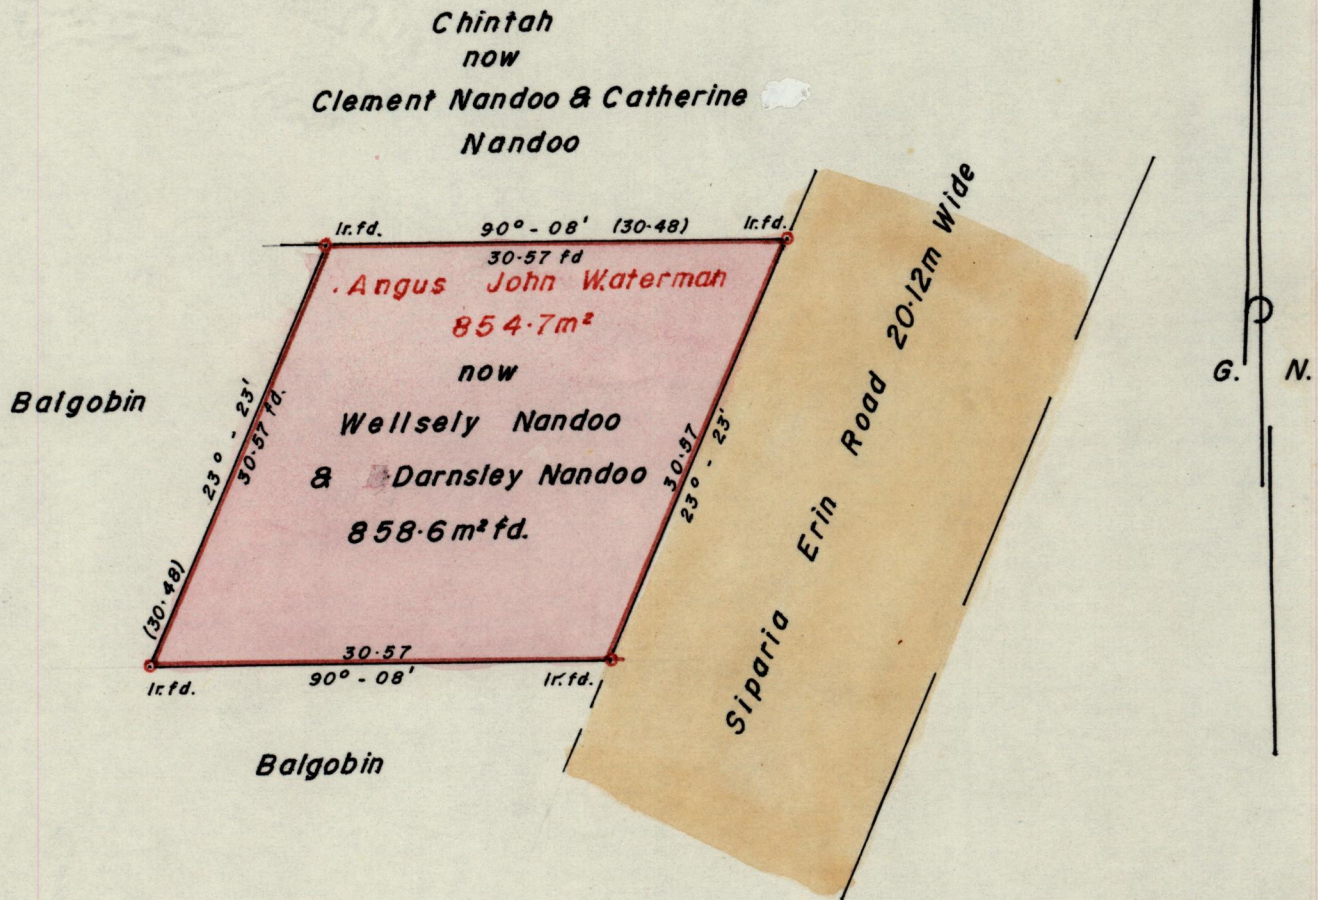 Chintah
now
Clement Nandoo & Catherine
Nandoo
Ir.fd.
90° - 08' (30·48)
Ir.fd.
30·57 fd
Angus John Waterman
854·7m²
now
Wellsely Nandoo
& Darnsley Nandoo
858·6m² fd.
Balgobin
23° - 23'
30·57 fd.
(30·48)
30·57
23° - 23'
30·57
90° - 08'
Ir.fd.
Ir.fd.
Balgobin
Siparia Erin Road 20·12m Wide
G. N.